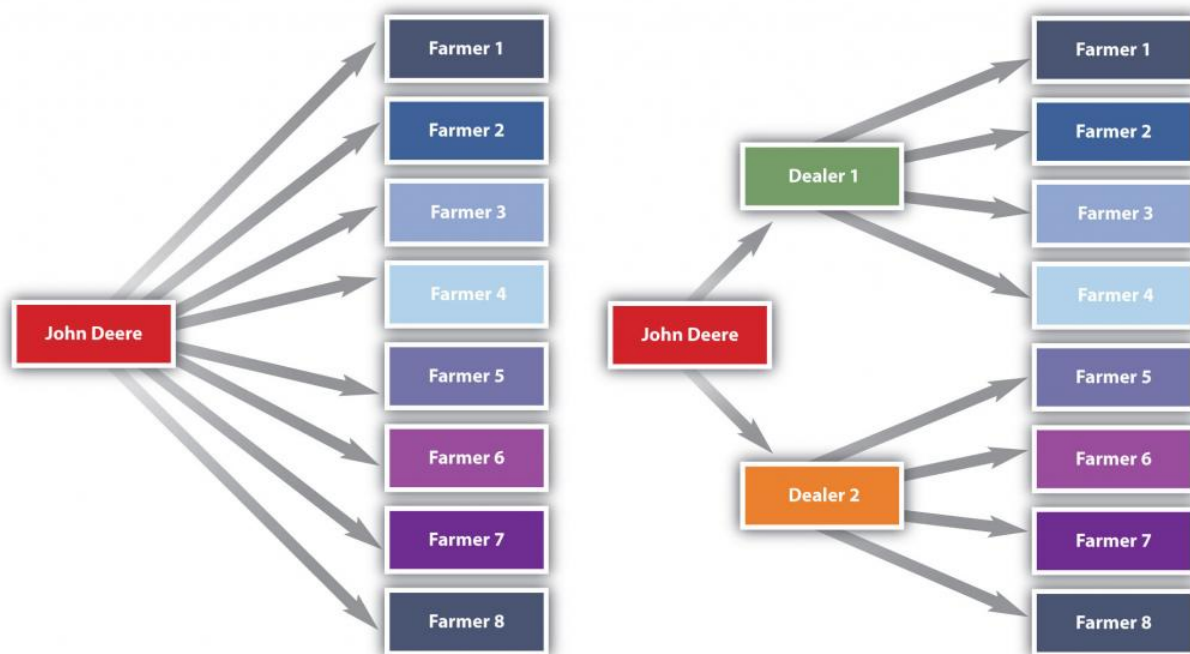 John Deere
Farmer 1
Farmer 2
Farmer 3
Farmer 4
Farmer 5
Farmer 6
Farmer 7
Farmer 8
John Deere
Dealer 1
Dealer 2
Farmer 1
Farmer 2
Farmer 3
Farmer 4
Farmer 5
Farmer 6
Farmer 7
Farmer 8